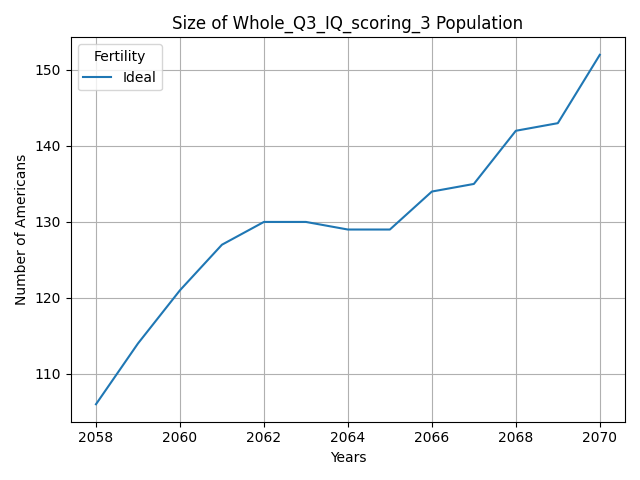 Size of Whole_Q3_IQ_scoring_3 Population
Fertility
Ideal
Number of Americans
150
140
130
120
110
2058 2060 2062 2064 2066 2068 2070
Years